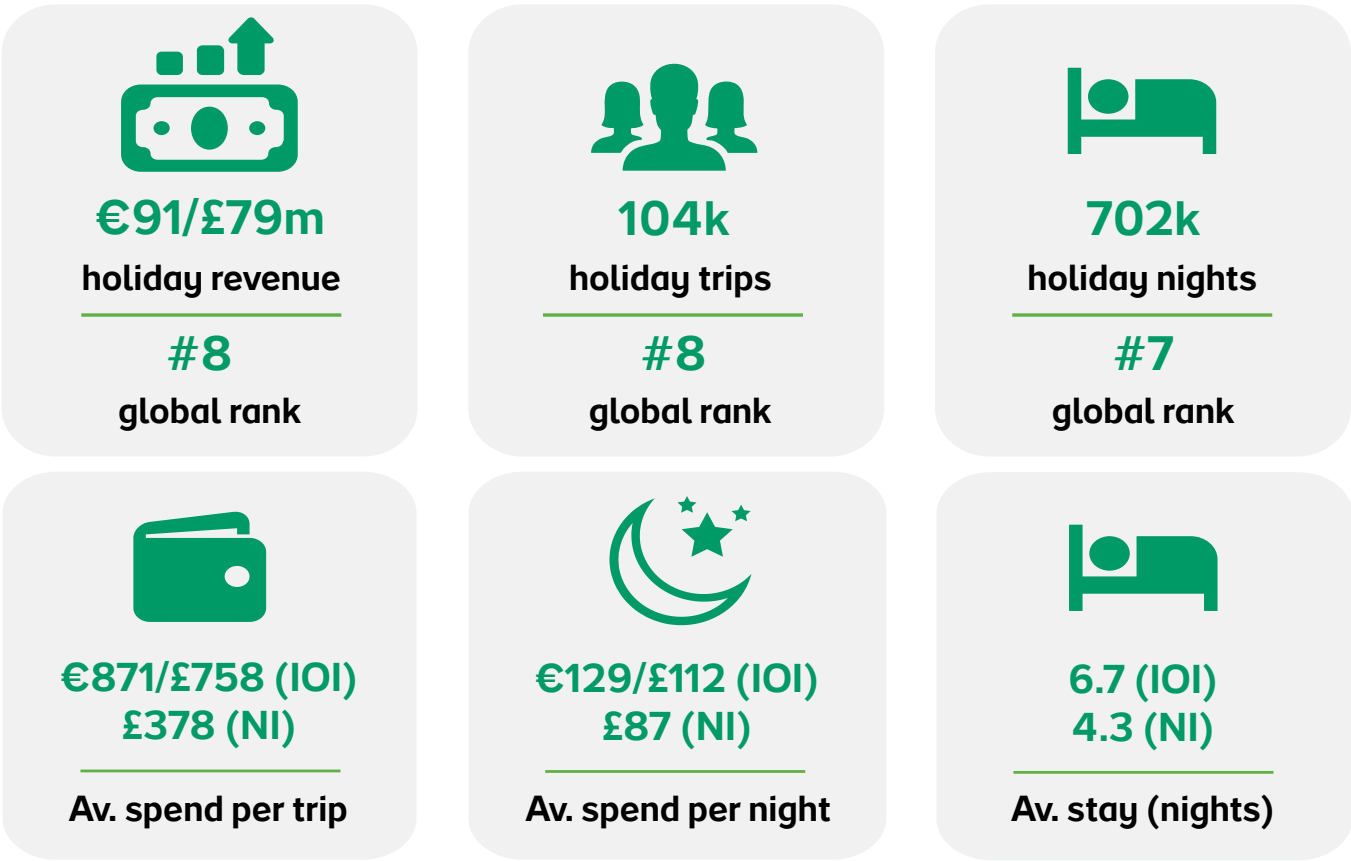 €91/£79m
holiday revenue
#8
global rank
104k
holiday trips
#8
global rank
702k
holiday nights
#7
global rank
€871/£758 (IOI)
£378 (NI)
Av. spend per trip
€129/£112 (IOI)
£87 (NI)
Av. spend per night
6.7 (IOI)
4.3 (NI)
Av. stay (nights)